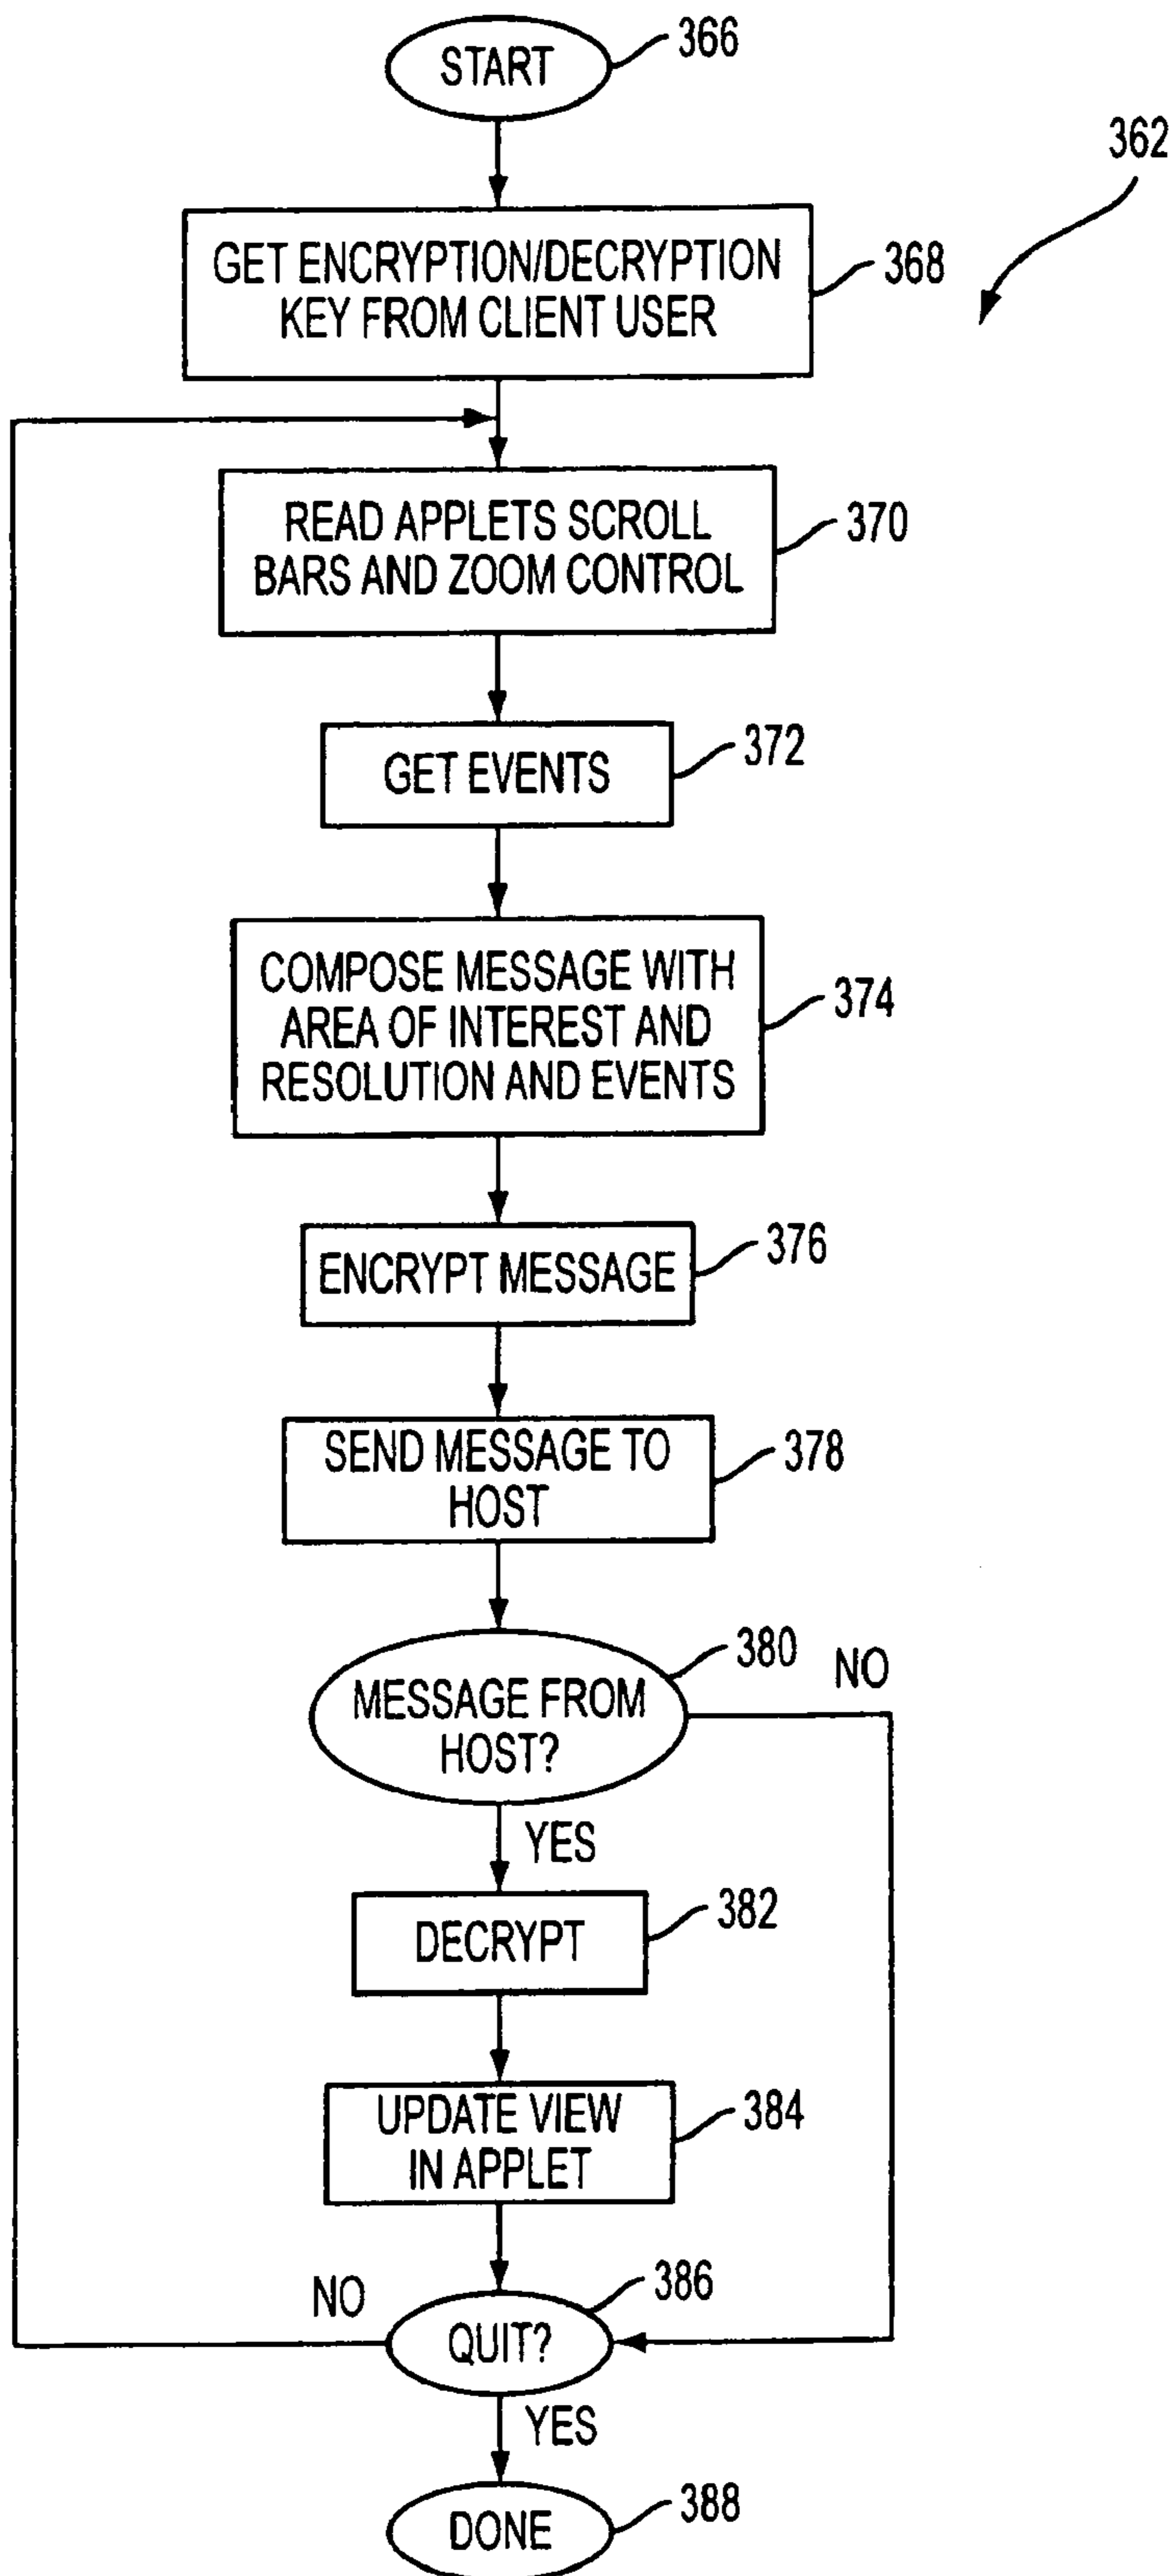 START
366
362
GET ENCRYPTION/DECRYPTION
KEY FROM CLIENT USER
368
READ APPLETS SCROLL
BARS AND ZOOM CONTROL
370
GET EVENTS
372
COMPOSE MESSAGE WITH
AREA OF INTEREST AND
RESOLUTION AND EVENTS
374
ENCRYPT MESSAGE
376
SEND MESSAGE TO
HOST
378
MESSAGE FROM
HOST?
380
NO
YES
DECRYPT
382
UPDATE VIEW
IN APPLET
384
NO
QUIT?
386
YES
DONE
388